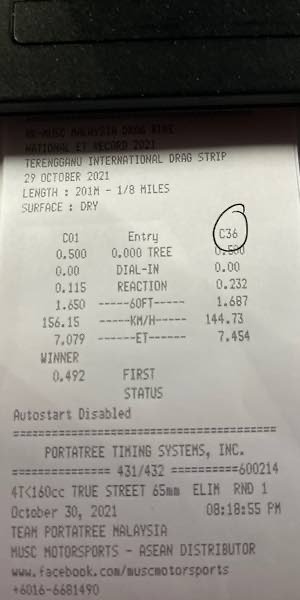 MUSC MALAYSIA DRAG BIKE
NATIONAL ET RECORD 2021
TERENGGANU INTERNATIONAL DRAG STRIP
29 OCTOBER 2021
LENGTH : 201M - 1/8 MILES
SURFACE : DRY
C01 Entry C36
0.500 0.000 TREE 0.500
0.00 DIAL-IN 0.00
0.115 REACTION 0.232
1.650 -----60FT----- 1.687
156.15 ------KM/H------ 144.73
7.079 ------ET------ 7.454
WINNER
0.492 FIRST
STATUS
Autostart Disabled
========================================
PORTATREE TIMING SYSTEMS, INC.
=============== 431/432 ==========600214
4T<160cc TRUE STREET 65mm ELIM RND 1
October 30, 2021 08:18:55 PM
TEAM PORTATREE MALAYSIA
MUSC MOTORSPORTS - ASEAN DISTRIBUTOR
www.facebook.com/muscmotorsports
+6016-6681490